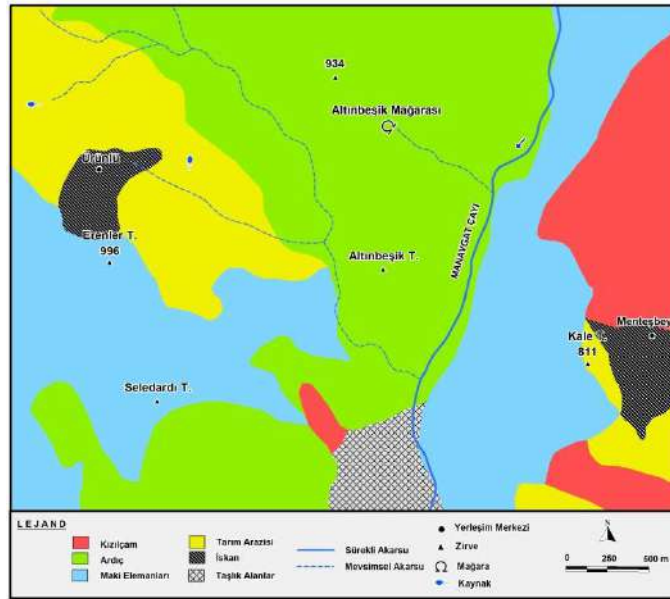 934
Altınbeşik Mağarası
Ürünlü
Erenler T.
996
Altınbeşik T.
MANAVGAT ÇAYI
Kale T.
811
Menteşbey
Seledardı T.
LEJAND
Kızılçam
Ardıç
Maki Elemanları
Tarım Arazisi
İskan
Taşlık Alanlar
Sürekli Akarsu
Mevsimsel Akarsu
Yerleşim Merkezi
Zirve
Mağara
Kaynak
N
0 250 500 m